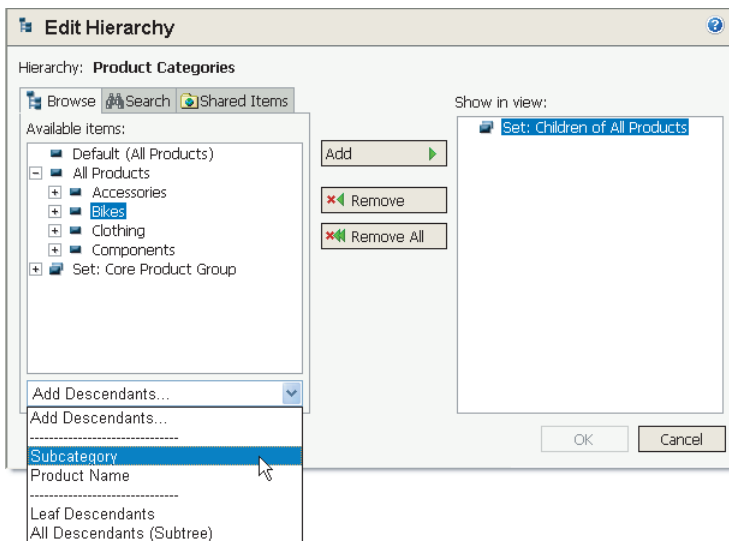 Edit Hierarchy
Hierarchy: Product Categories
Browse Search Shared Items
Available items:
Default (All Products)
All Products
Accessories
Bikes
Clothing
Components
Set: Core Product Group
Add Descendants...
Add Descendants...
-------------------------------
Subcategory
Product Name
-------------------------------
Leaf Descendants
All Descendants (Subtree)
Add
Remove
Remove All
Show in view:
Set: Children of All Products
OK Cancel